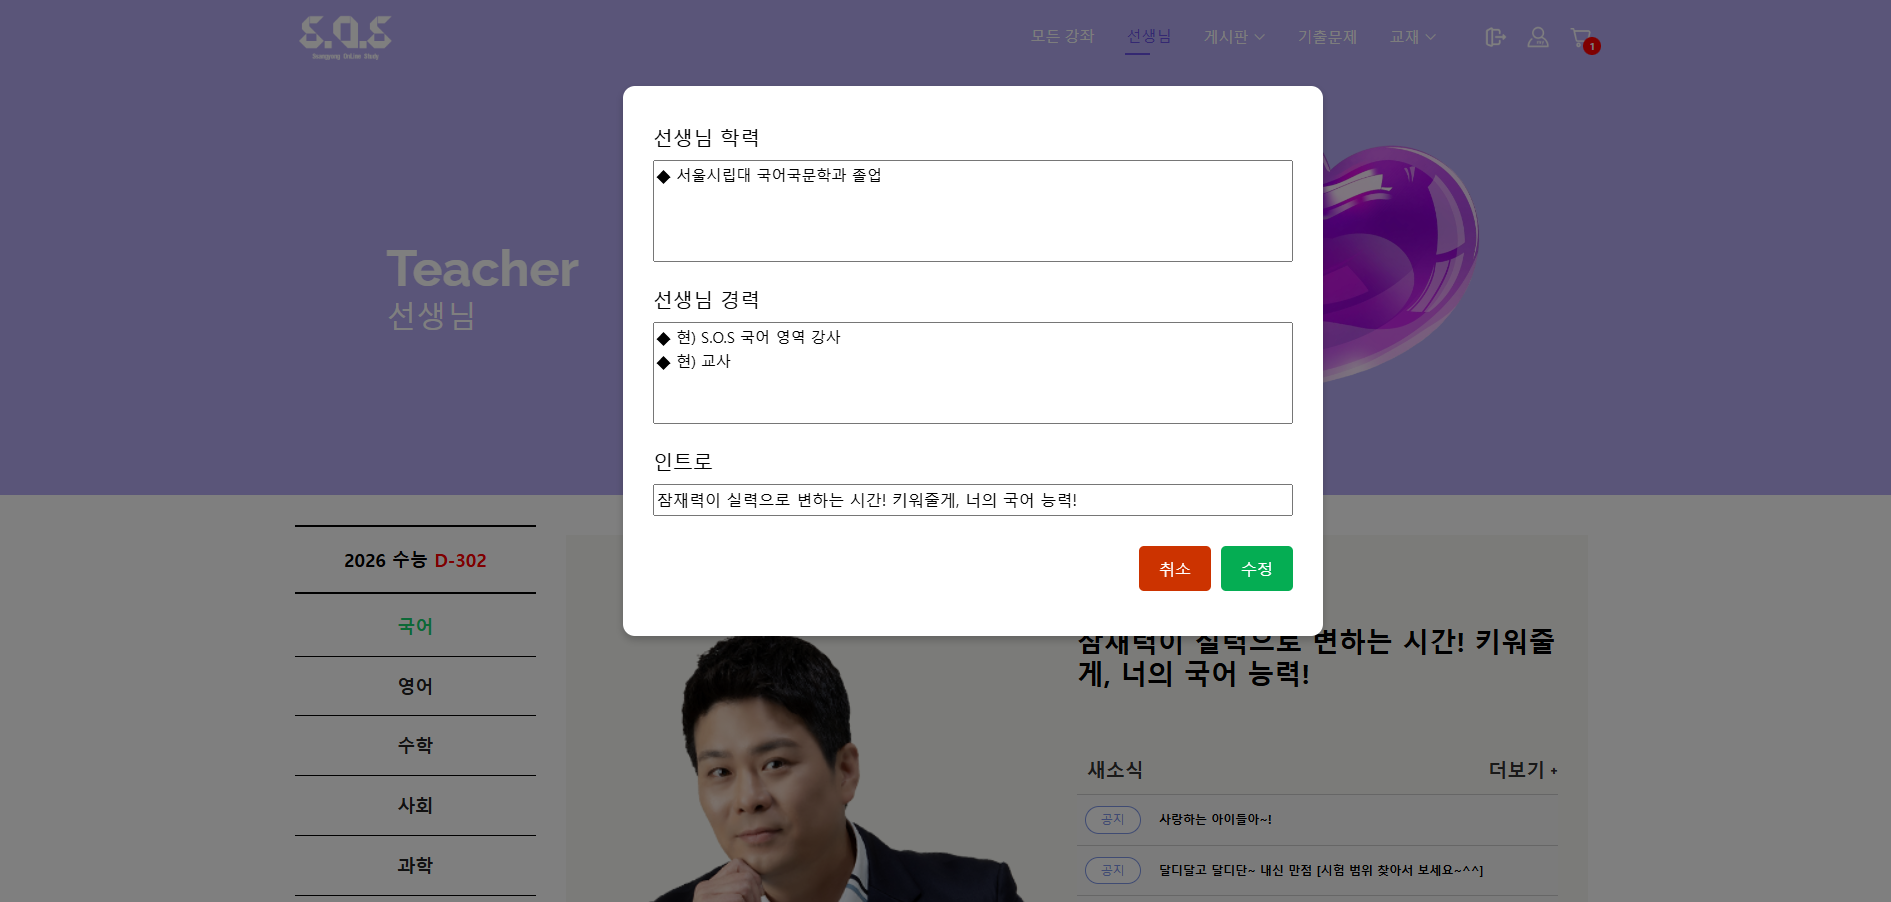 S.O.S
Seongjeong OnLine Study
모든 강좌
선생님
게시판
기출문제
교재
1
선생님 학력
◆ 서울시립대 국어국문학과 졸업
Teacher
선생님
선생님 경력
◆ 현) S.O.S 국어 영역 강사
◆ 현) 교사
인트로
잠재력이 실력으로 변하는 시간! 키워줄게, 너의 국어 능력!
취소
수정
2026 수능 D-302
국어
영어
수학
사회
과학
잠재력이 실력으로 변하는 시간! 키워줄
게, 너의 국어 능력!
새소식
더보기 +
공지
사랑하는 아이들아~!
공지
달디달고 달디단~ 내신 만점 [시험 범위 찾아서 보세요~^^]